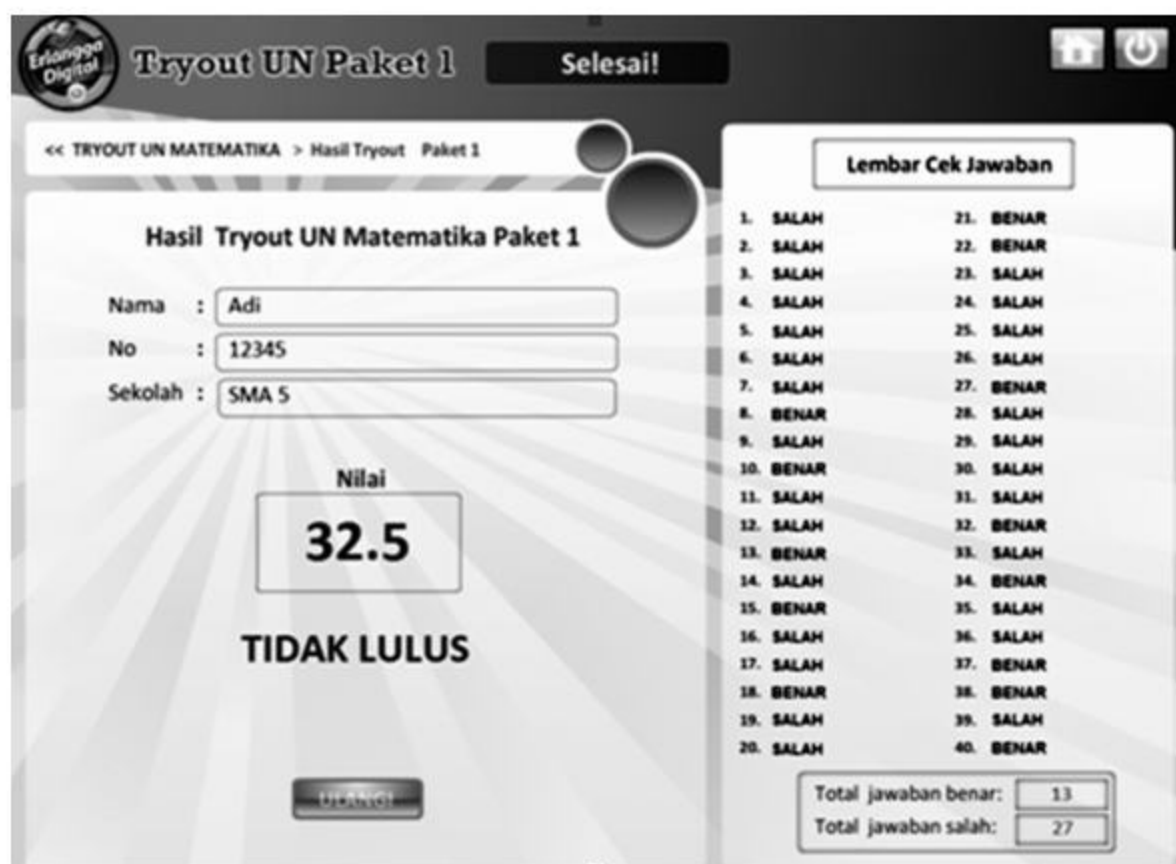 Erlangga
Digital
Tryout UN Paket 1
Selesai!
<< TRYOUT UN MATEMATIKA > Hasil Tryout Paket 1
Hasil Tryout UN Matematika Paket 1
Nama : Adi
No : 12345
Sekolah : SMA 5
Nilai
32.5
TIDAK LULUS
ULANGI
Lembar Cek Jawaban
1. SALAH
2. SALAH
3. SALAH
4. SALAH
5. SALAH
6. SALAH
7. SALAH
8. BENAR
9. SALAH
10. BENAR
11. SALAH
12. SALAH
13. BENAR
14. SALAH
15. BENAR
16. SALAH
17. SALAH
18. BENAR
19. SALAH
20. SALAH
21. BENAR
22. BENAR
23. SALAH
24. SALAH
25. SALAH
26. SALAH
27. BENAR
28. SALAH
29. SALAH
30. SALAH
31. SALAH
32. BENAR
33. SALAH
34. BENAR
35. SALAH
36. SALAH
37. BENAR
38. BENAR
39. SALAH
40. BENAR
Total jawaban benar: 13
Total jawaban salah: 27